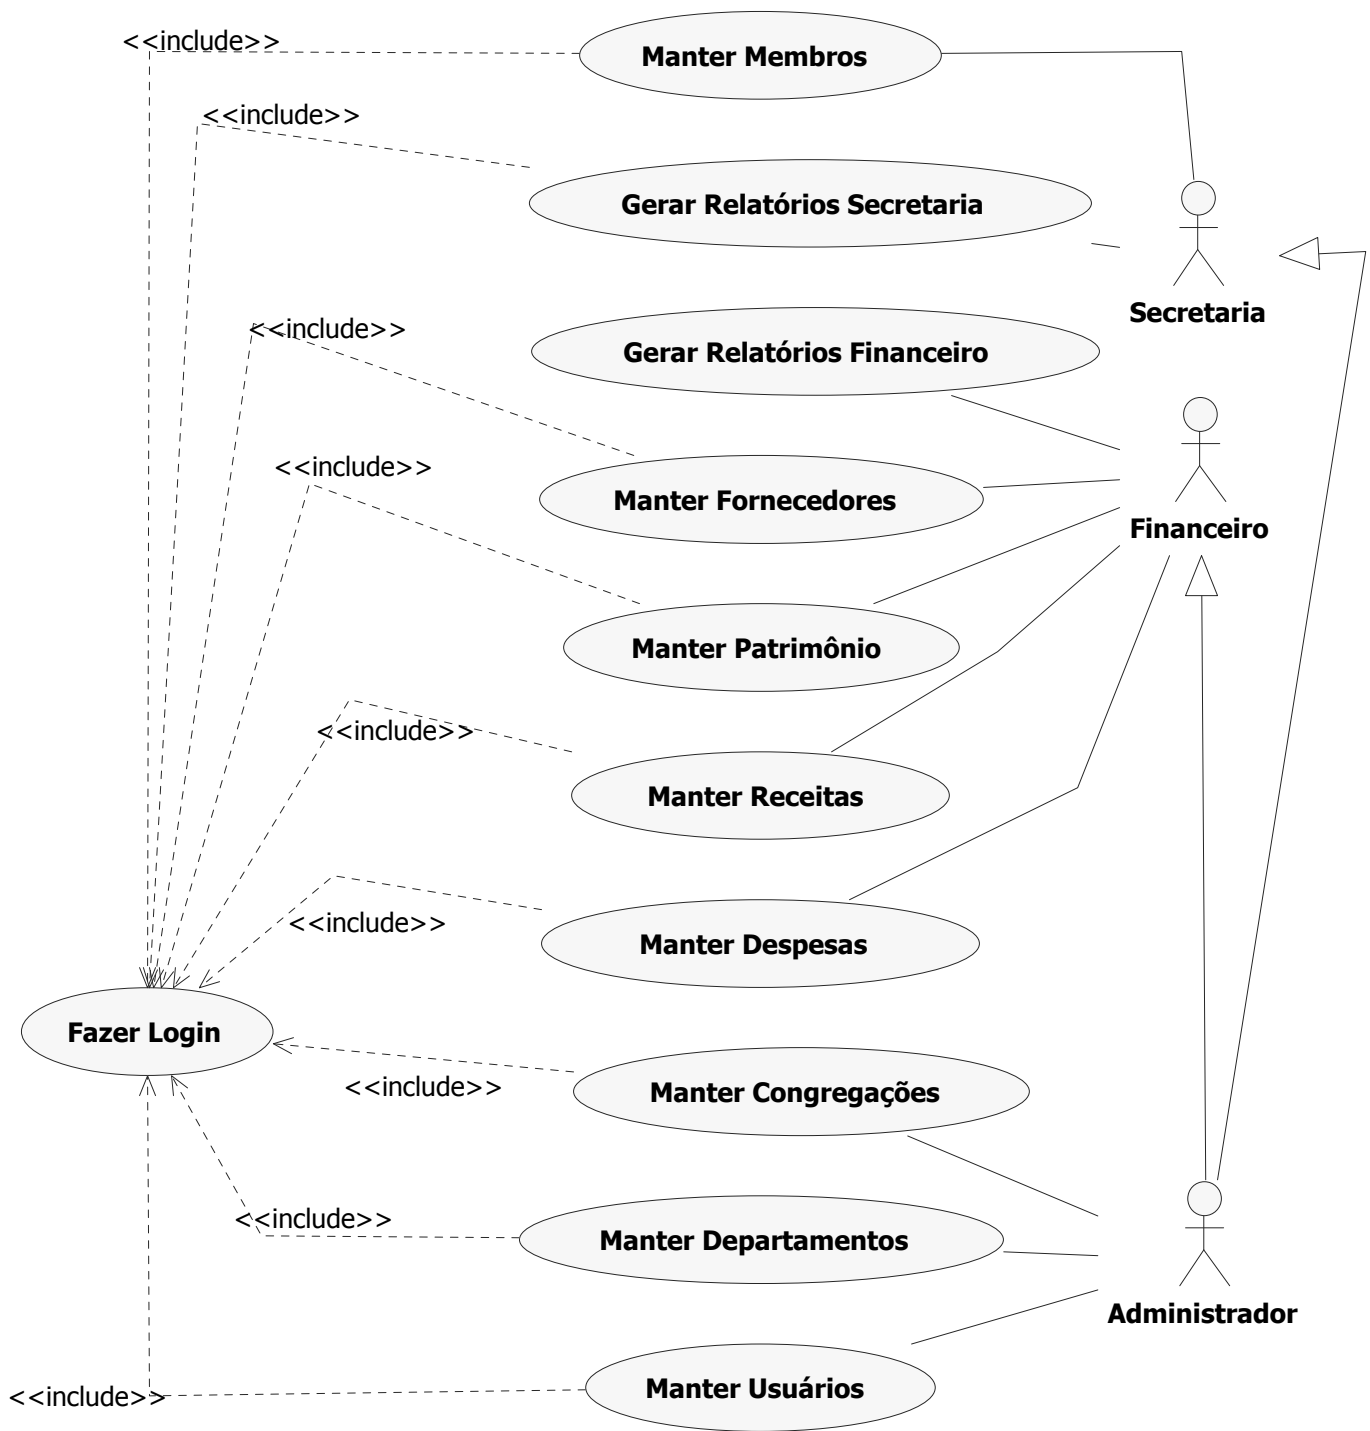 <<include>>
Manter Membros
<<include>>
Gerar Relatórios Secretaria
Secretaria
<<include>>
Gerar Relatórios Financeiro
<<include>>
Manter Fornecedores
Financeiro
Manter Patrimônio
<<include>>
Manter Receitas
<<include>>
Manter Despesas
Fazer Login
<<include>>
Manter Congregações
<<include>>
Manter Departamentos
Administrador
<<include>>
Manter Usuários